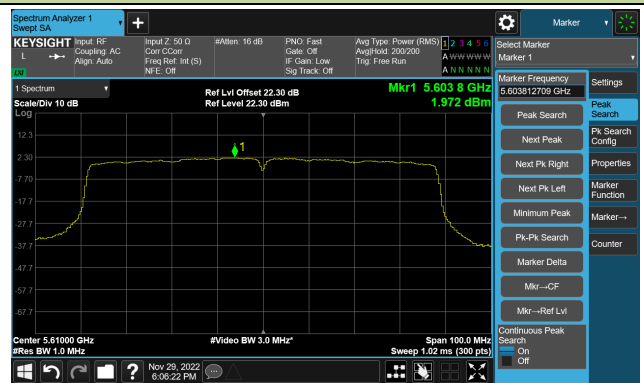 Spectrum Analyzer 1
Swept SA
Marker
KEYSIGHT
L
LXI
Input: RF
Coupling: AC
Align: Auto
Input Z: 50 Ω
Corr CCorr
Freq Ref: Int (S)
NFE: Off
#Atten: 16 dB
PNO: Fast
Gate: Off
IF Gain: Low
Sig Track: Off
Avg Type: Power (RMS)
Avg|Hold: 200/200
Trig: Free Run
1 2 3 4 5 6
A W W W W W
A N N N N N
Select Marker
Marker 1
Marker Frequency
5.603812709 GHz
Settings
Peak Search
Peak
Search
Next Peak
Pk Search
Config
Next Pk Right
Properties
Next Pk Left
Marker
Function
Minimum Peak
Marker→
Pk-Pk Search
Counter
Marker Delta
Mkr→CF
Mkr→Ref Lvl
Continuous Peak
Search
On
Off
1 Spectrum
Scale/Div 10 dB
Log
Ref Lvl Offset 22.30 dB
Ref Level 22.30 dBm
Mkr1 5.603 8 GHz
1.972 dBm
12.3
2.30
-7.70
-17.7
-27.7
-37.7
-47.7
-57.7
-67.7
1
Center 5.61000 GHz
#Res BW 1.0 MHz
#Video BW 3.0 MHz*
Span 100.0 MHz
Sweep 1.02 ms (300 pts)
?
Nov 29, 2022
6:06:22 PM